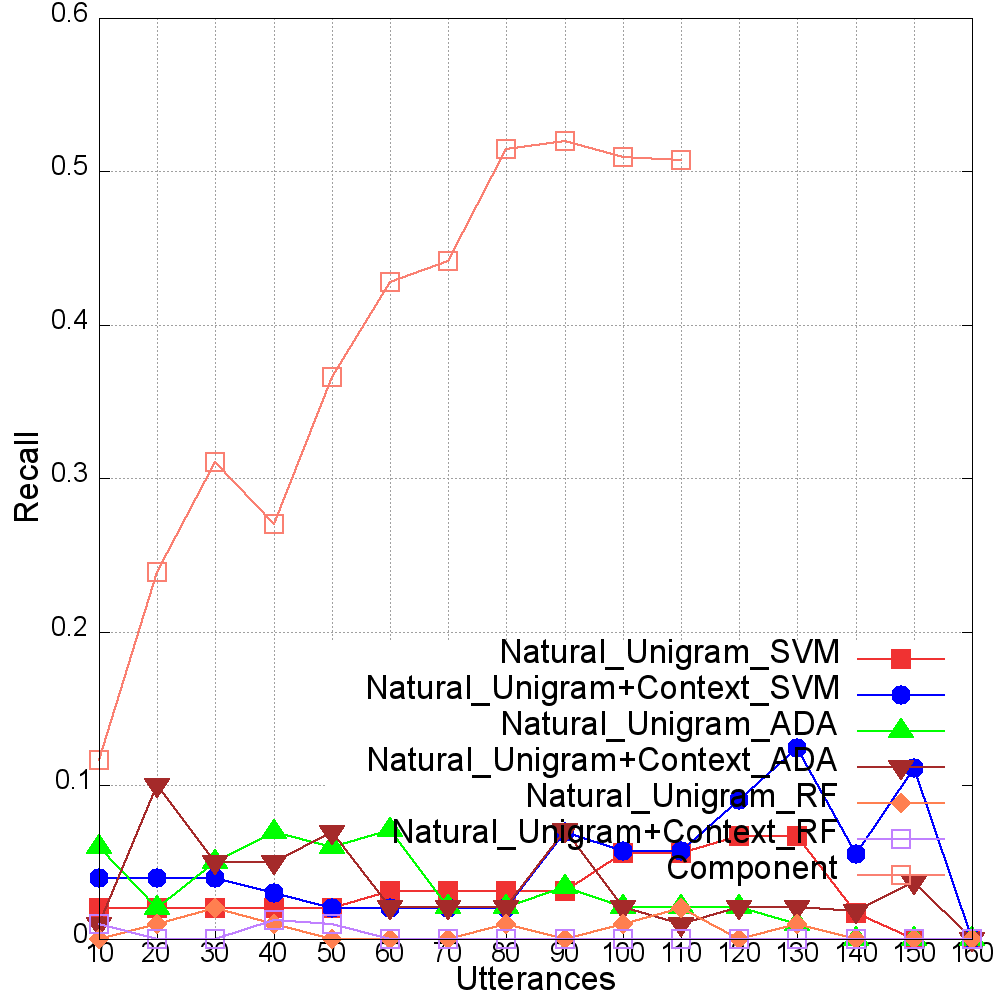 0.6
0.5
0.4
0.3
0.2
0.1
0
Recall
Natural_Unigram_SVM
Natural_Unigram+Context_SVM
Natural_Unigram_ADA
Natural_Unigram+Context_ADA
Natural_Unigram_RF
Natural_Unigram+Context_RF
Component
10 20 30 40 50 60 70 80 90 100 110 120 130 140 150 160
Utterances